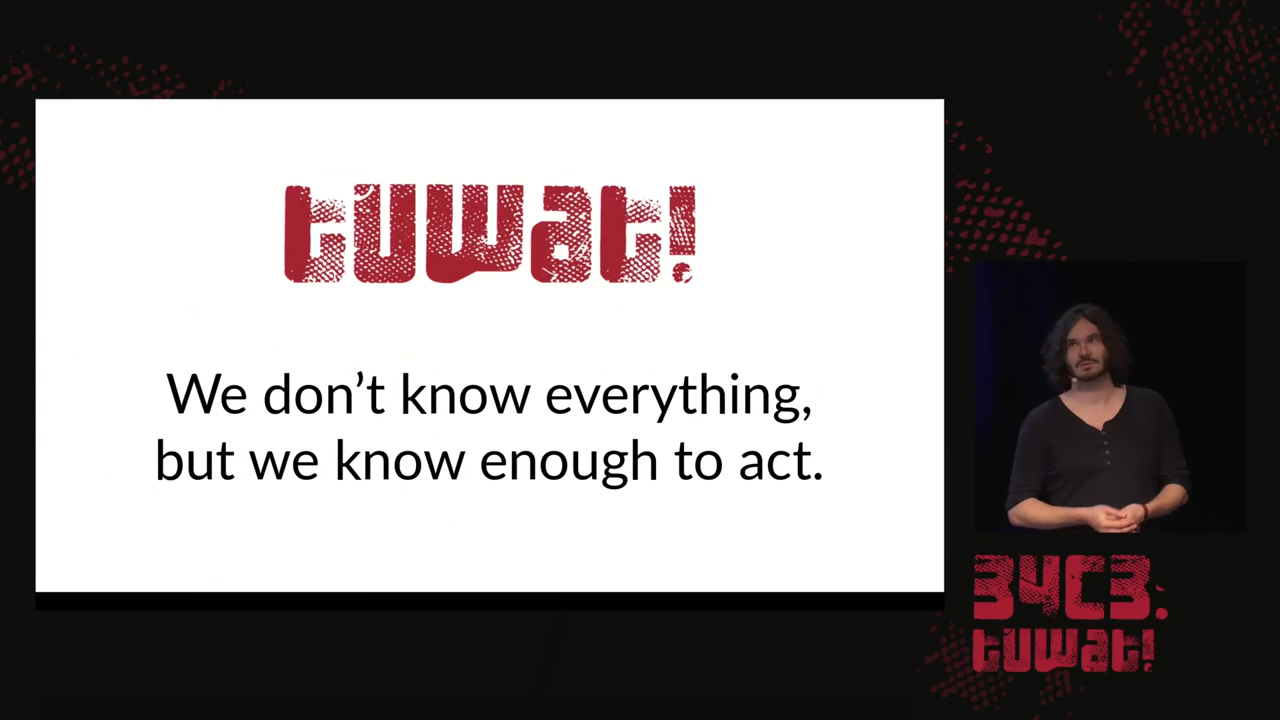 tuwat!
We don’t know everything,
but we know enough to act.
34C3.
tuwat!